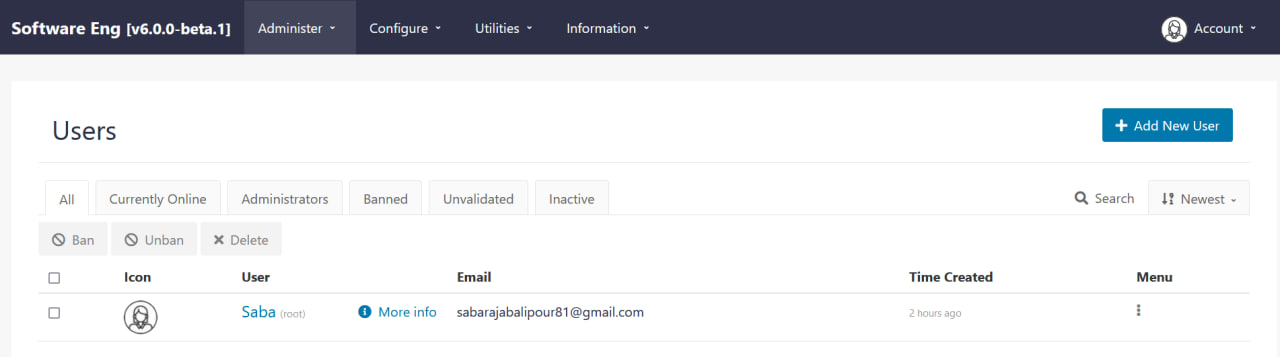 Software Eng [v6.0.0-beta.1] Administer Configure Utilities Information Account
Users
Add New User
All Currently Online Administrators Banned Unvalidated Inactive Search Newest
Ban Unban Delete
Icon User Email Time Created Menu
Saba (root) More info sabarajabalipour81@gmail.com 2 hours ago